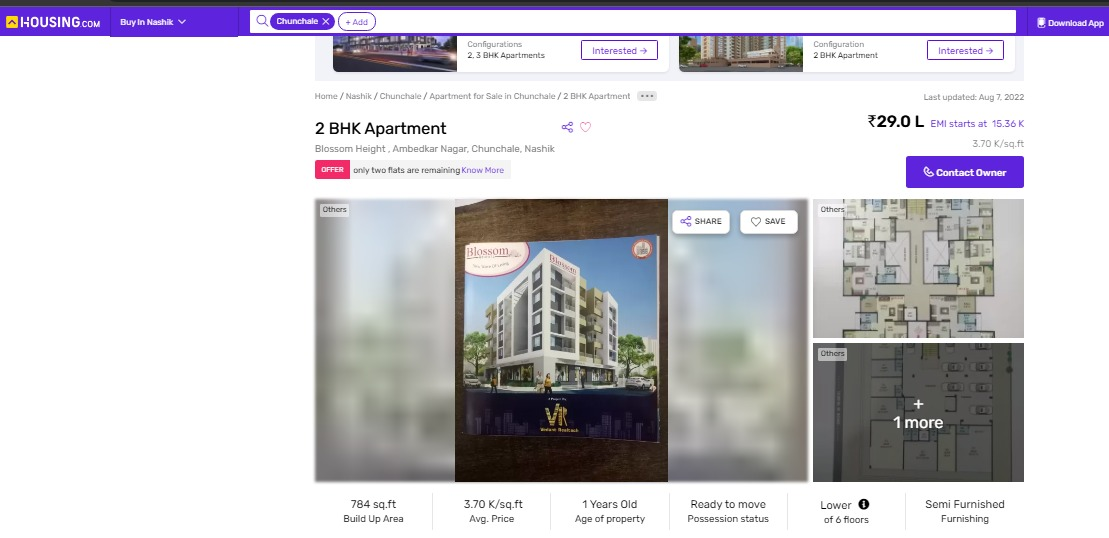 HOUSING.COM
Buy In Nashik
Chunchale
+ Add
Download App
Configurations
2, 3 BHK Apartments
Interested →
Configuration
2 BHK Apartment
Interested →
Home / Nashik / Chunchale / Apartment for Sale in Chunchale / 2 BHK Apartment
Last updated: Aug 7, 2022
2 BHK Apartment
₹29.0 L EMI starts at 15.36 K
Blossom Height , Ambedkar Nagar, Chunchale, Nashik
3.70 K/sq.ft
OFFER only two flats are remaining Know More
Contact Owner
Others
SHARE
SAVE
Others
Blossom
Blossom
A Project By
VR
Vedant Realtech
Others
+
1 more
784 sq.ft
Build Up Area
3.70 K/sq.ft
Avg. Price
1 Years Old
Age of property
Ready to move
Possession status
Lower
of 6 floors
Semi Furnished
Furnishing